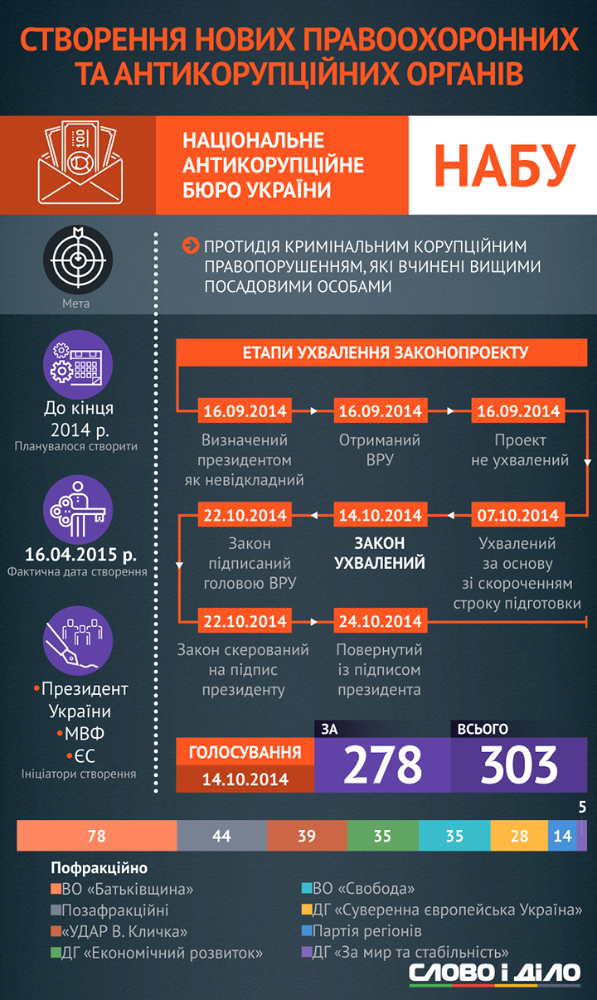 СТВОРЕННЯ НОВИХ ПРАВООХОРОННИХ
ТА АНТИКОРУПЦІЙНИХ ОРГАНІВ
100
НАЦІОНАЛЬНЕ
АНТИКОРУПЦІЙНЕ
БЮРО УКРАЇНИ
НАБУ
Мета
ПРОТИДІЯ КРИМІНАЛЬНИМ КОРУПЦІЙНИМ
ПРАВОПОРУШЕННЯМ, ЯКІ ВЧИНЕНІ ВИЩИМИ
ПОСАДОВИМИ ОСОБАМИ
До кінця
2014 р.
Планувалося створити
16.04.2015 р.
Фактична дата створення
•Президент
України
•МВФ
•ЄС
Ініціатори створення
ЕТАПИ УХВАЛЕННЯ ЗАКОНОПРОЕКТУ
16.09.2014
Визначений
президентом
як невідкладний
16.09.2014
Отриманий
ВРУ
16.09.2014
Проект
не ухвалений
07.10.2014
Ухвалений
за основу
зі скороченням
строку підготовки
14.10.2014
ЗАКОН
УХВАЛЕНИЙ
22.10.2014
Закон
підписаний
головою ВРУ
22.10.2014
Закон скерований
на підпис
президенту
24.10.2014
Повернутий
із підписом
президента
ГОЛОСУВАННЯ
14.10.2014
ЗА
278
ВСЬОГО
303
78 44 39 35 35 28 14 5
Пофракційно
ВО «Батьківщина»
Позафракційні
«УДАР В. Кличка»
ДГ «Економічний розвиток»
ВО «Свобода»
ДГ «Суверенна європейська Україна»
Партія регіонів
ДГ «За мир та стабільність»
СЛОВО і ДІЛО